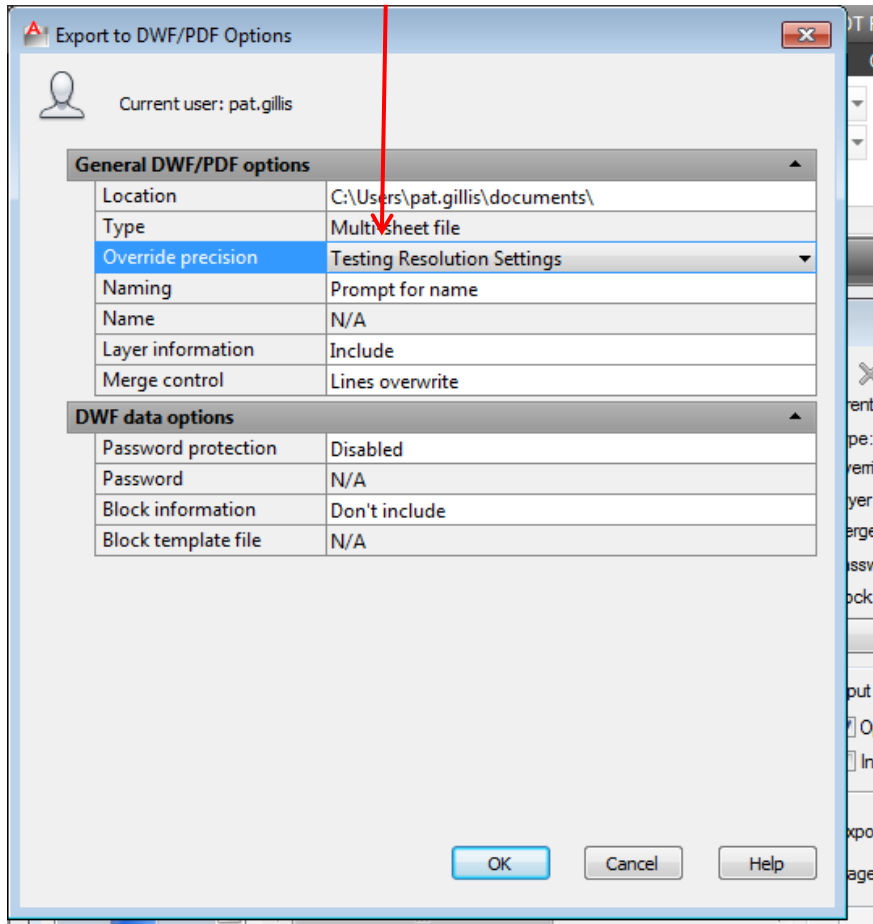 Export to DWF/PDF Options
Current user: pat.gillis
General DWF/PDF options
Location C:\Users\pat.gillis\documents\
Type Multi-sheet file
Override precision Testing Resolution Settings
Naming Prompt for name
Name N/A
Layer information Include
Merge control Lines overwrite
DWF data options
Password protection Disabled
Password N/A
Block information Don't include
Block template file N/A
OK Cancel Help